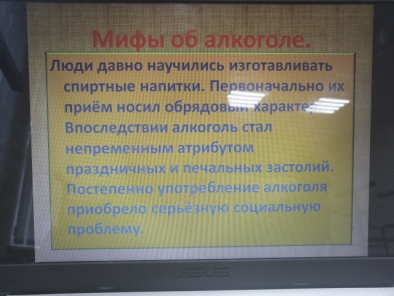 Мифы об алкоголе.
Люди давно научились изготавливать
спиртные напитки. Первоначально их
приём носил обрядовый характер.
Впоследствии алкоголь стал
непременным атрибутом
праздничных и печальных застолий.
Постепенно употребление алкоголя
приобрело серьёзную социальную
проблему.
ASUS